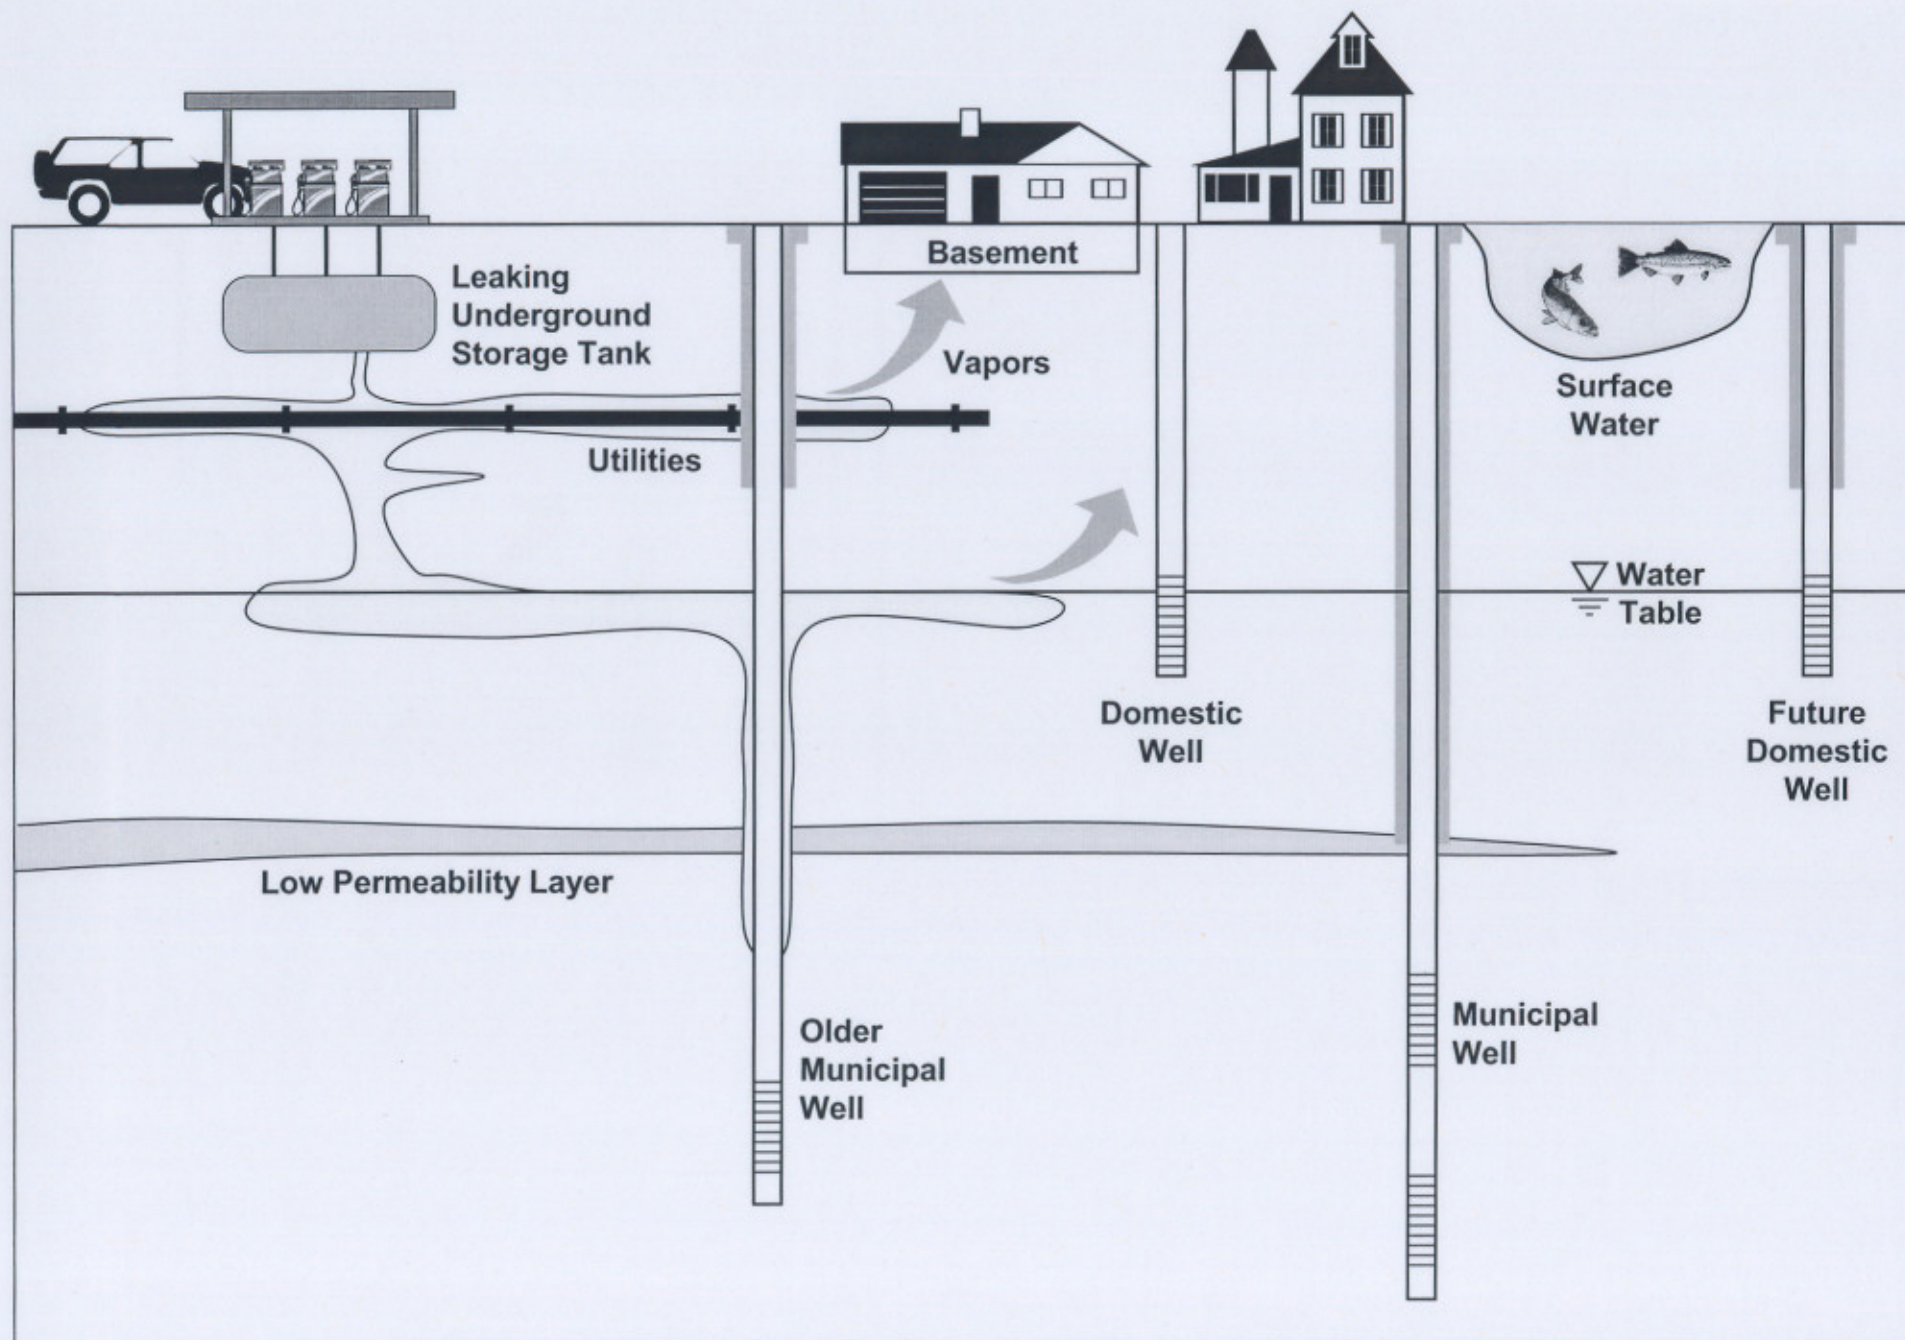 Leaking
Underground
Storage Tank
Basement
Vapors
Utilities
Surface
Water
Water
Table
Domestic
Well
Future
Domestic
Well
Low Permeability Layer
Older
Municipal
Well
Municipal
Well